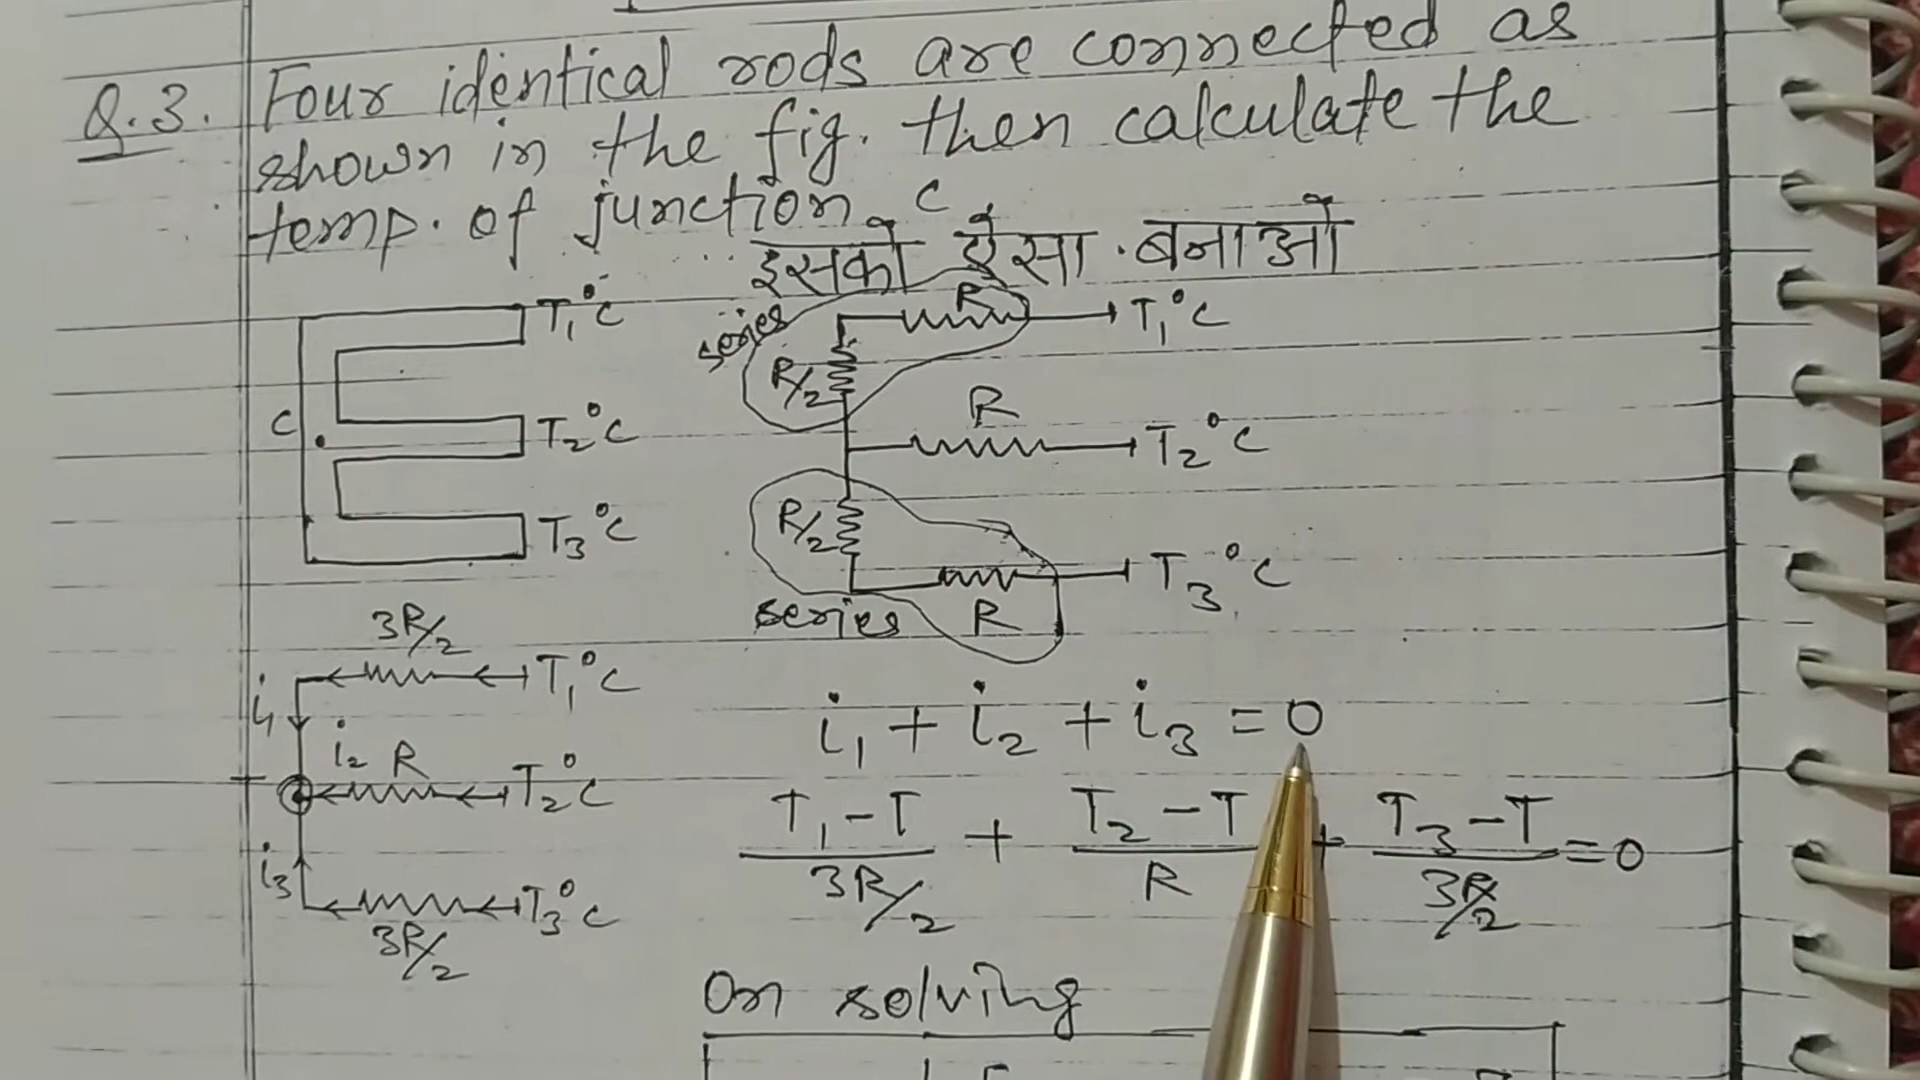 Q.3. Four identical rods are connected as
shown in the fig. then calculate the
temp. of junction. C
इसको ऐसा बनाओ
T₁°C
C
T₂°C
T₃°C
series
R
R/2
T₁°C
R
T₂°C
R/2
T₃°C
series
R
3R/2
T₁°C
i₁
i₂ R
T₂°C
i₃
T₃°C
3R/2
i₁ + i₂ + i₃ = 0
T₁-T/3R/2 + T₂-T/R + T₃-T/3R/2 = 0
On solving